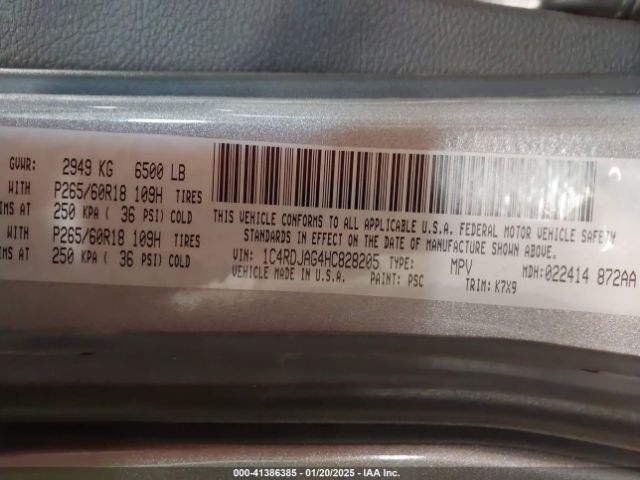 GVWR: 2949 KG 6500 LB
WITH P265/60R18 109H TIRES
IMS AT 250 KPA ( 36 PSI) COLD
WITH P265/60R18 109H TIRES
IMS AT 250 KPA ( 36 PSI) COLD
THIS VEHICLE CONFORMS TO ALL APPLICABLE U.S.A. FEDERAL MOTOR VEHICLE SAFETY
STANDARDS IN EFFECT ON THE DATE OF MANUFACTURE SHOWN ABOVE.
VIN: 1C4RDJAG4HC828205 TYPE: MPV MDH: 022414 872AA
VEHICLE MADE IN U.S.A. PAINT: PSC TRIM: K7X9
00-41386385 - 01/20/2025 - IAA Inc.